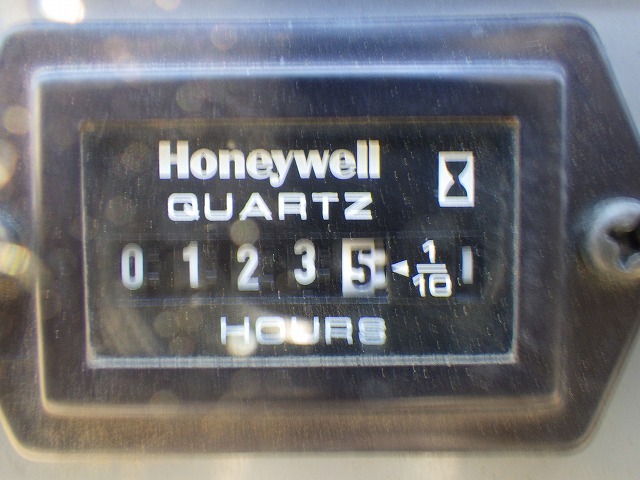 Honeywell
QUARTZ
0 1 2 3 5 ◄ 1/10
HOURS